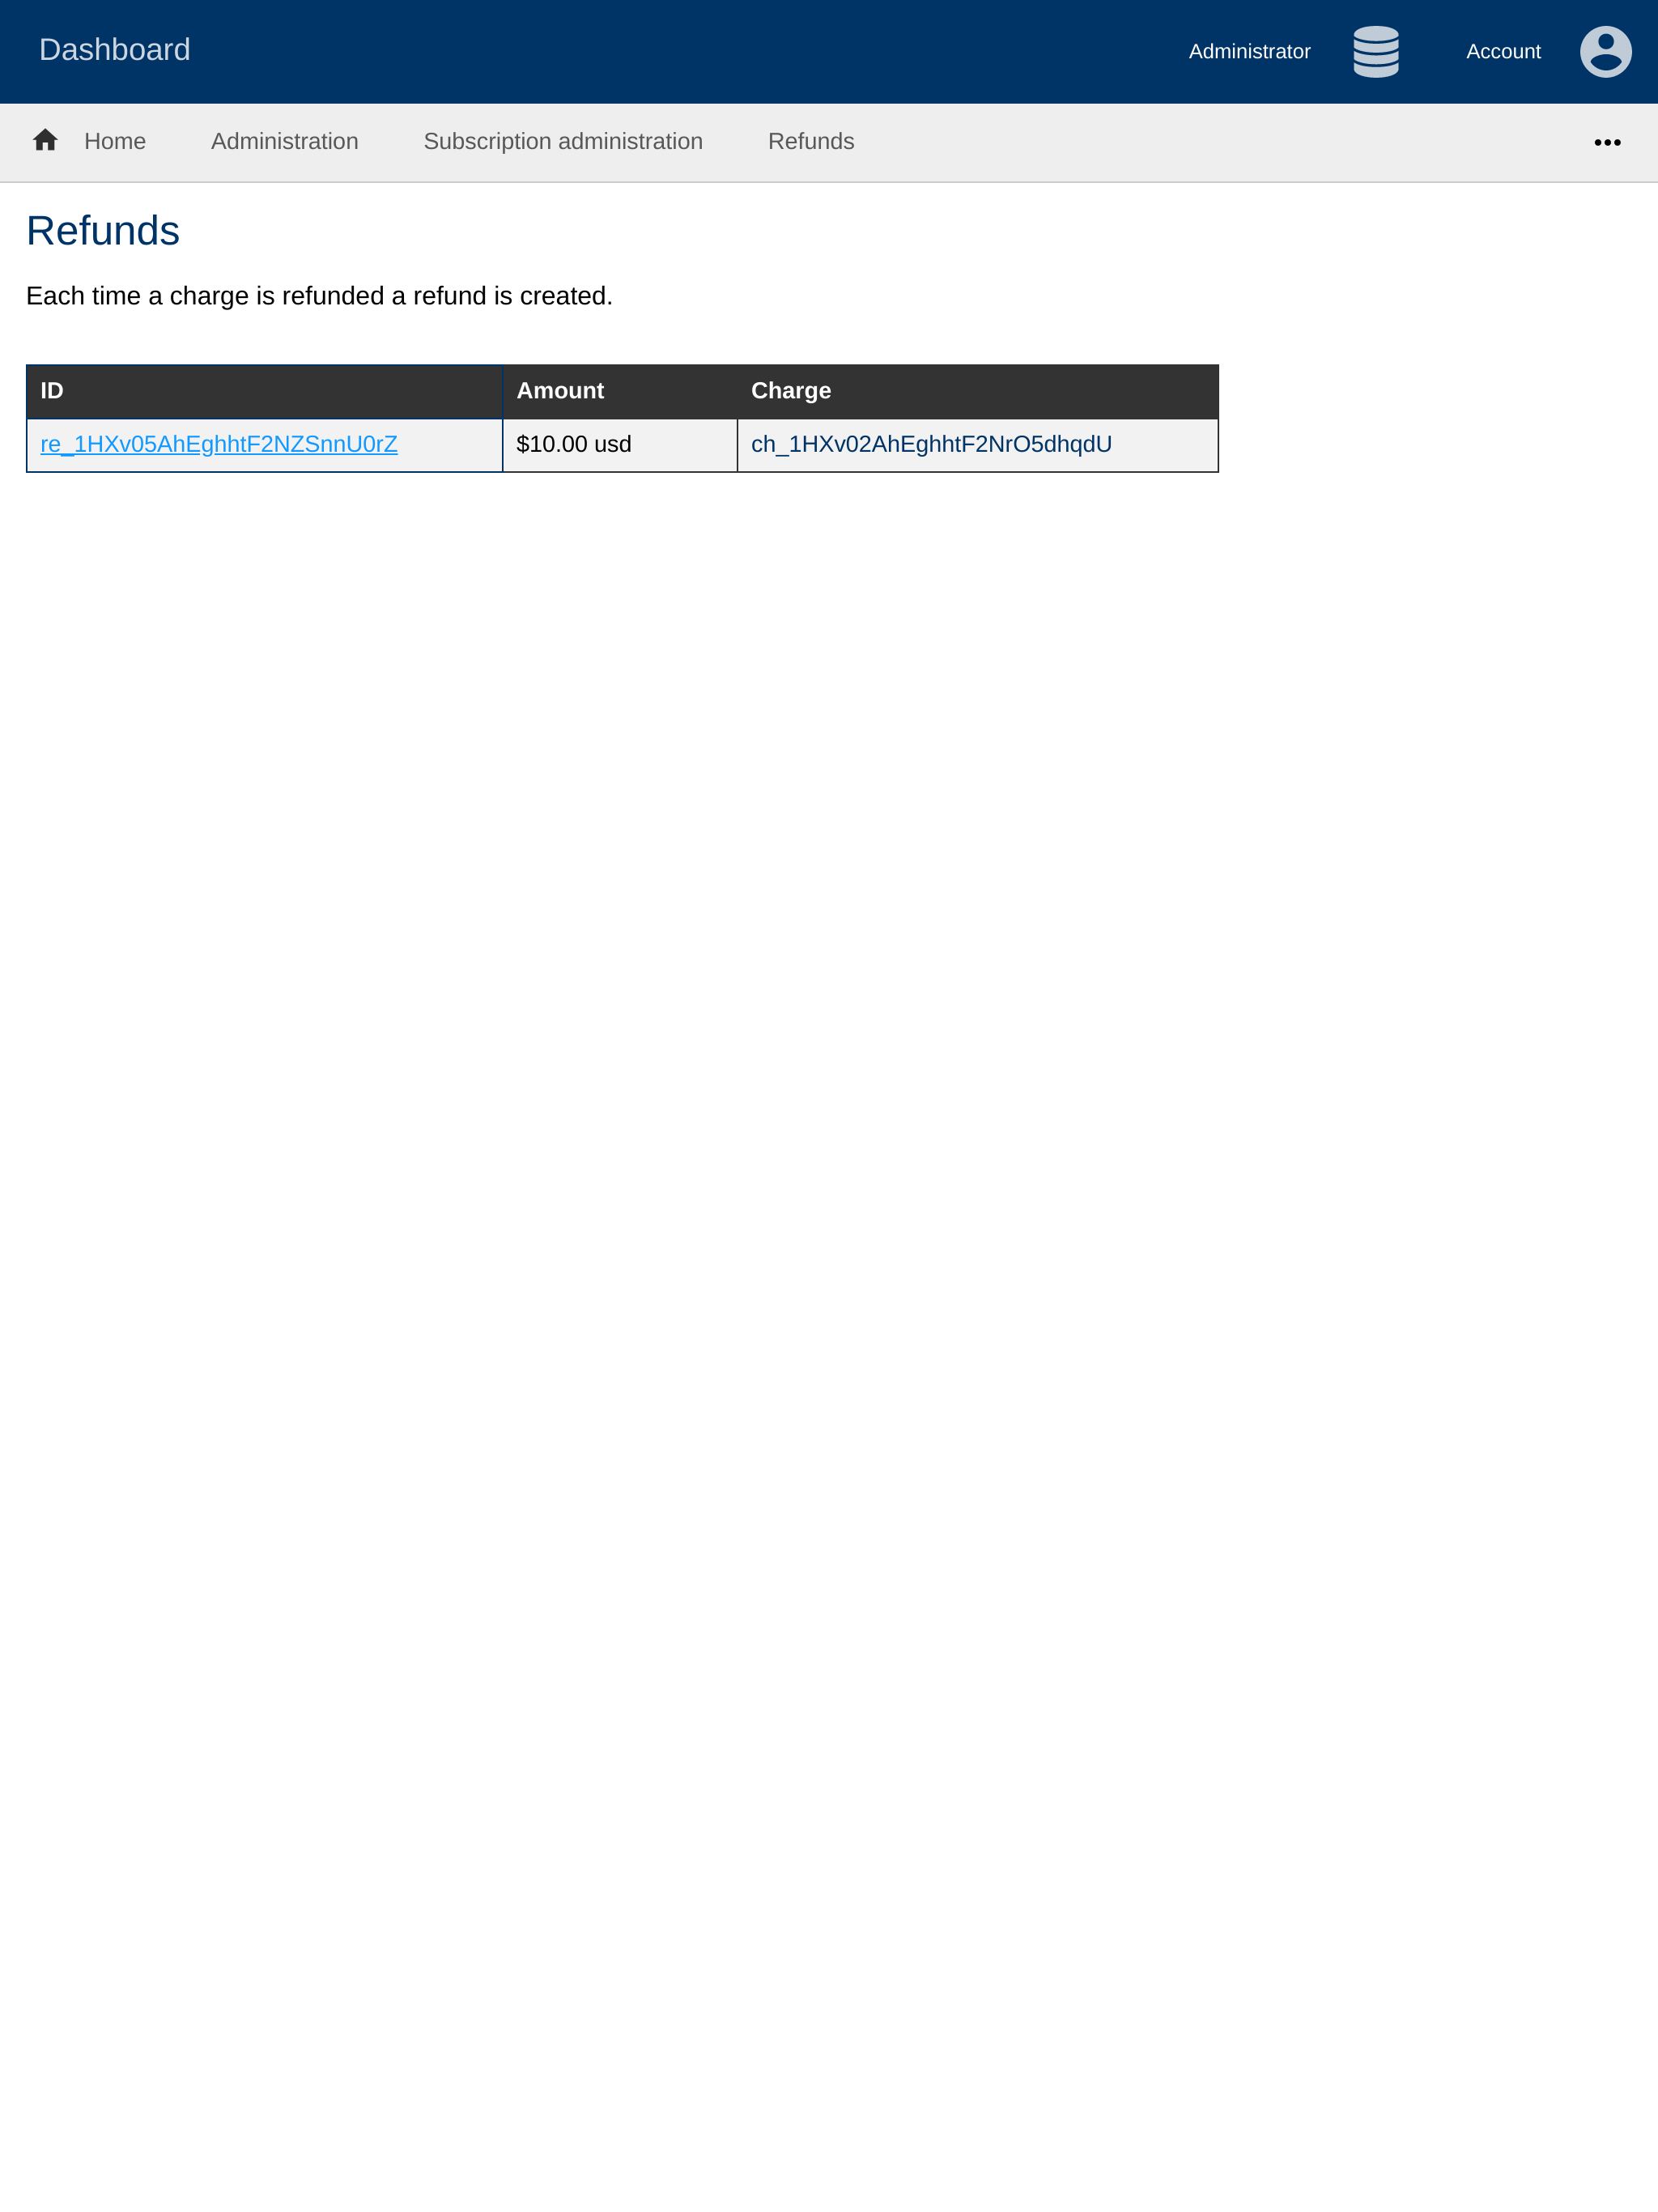 Dashboard
Administrator
Account
Home
Administration
Subscription administration
Refunds
Refunds
Each time a charge is refunded a refund is created.
ID Amount Charge
re_1HXv05AhEghhtF2NZSnnU0rZ $10.00 usd ch_1HXv02AhEghhtF2NrO5dhqdU